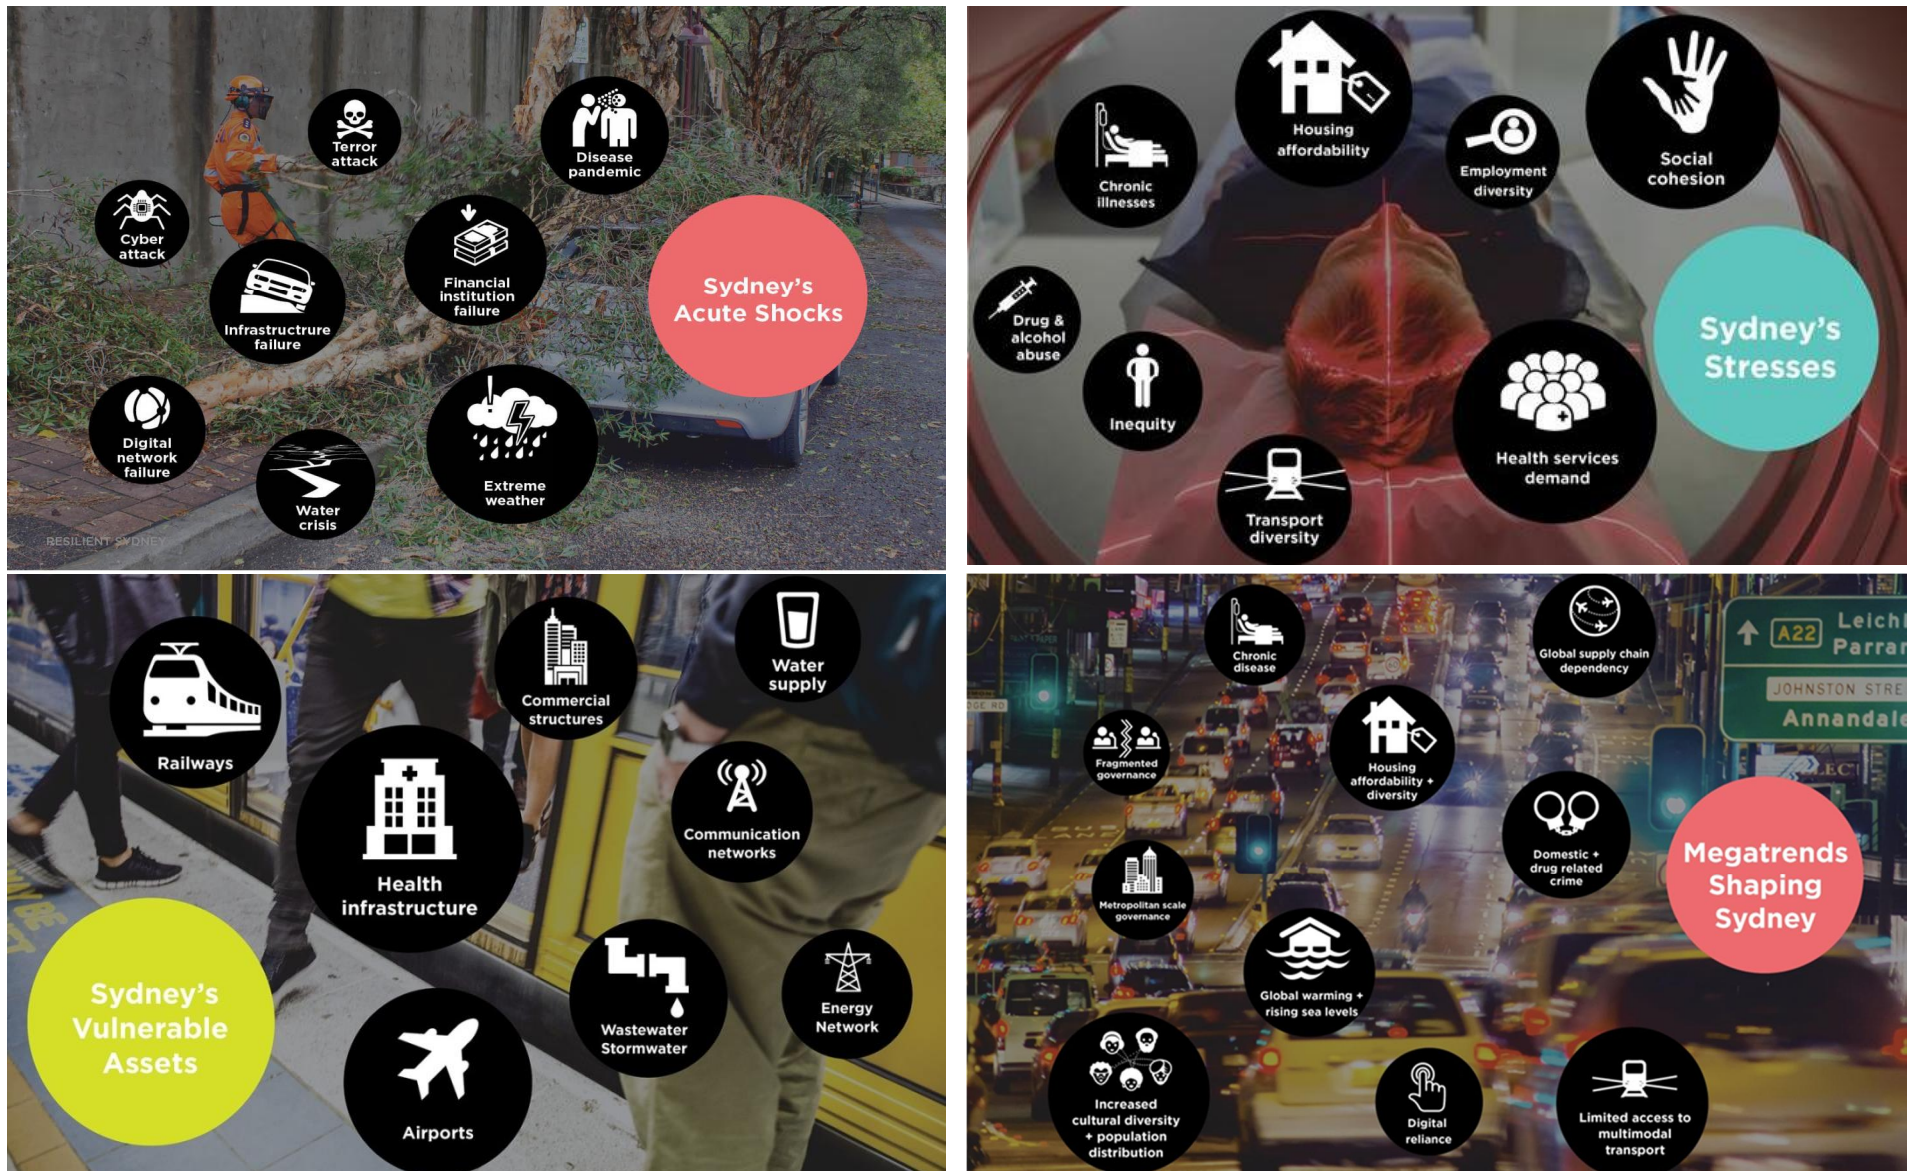 Terror
attack
Disease
pandemic
Cyber
attack
Infrastructrure
failure
Financial
institution
failure
Sydney's
Acute Shocks
Digital
network
failure
Water
crisis
Extreme
weather
RESILIENT SYDNEY
Chronic
illnesses
Housing
affordability
Employment
diversity
Social
cohesion
Drug &
alcohol
abuse
Inequity
Transport
diversity
Health services
demand
Sydney's
Stresses
Railways
Commercial
structures
Water
supply
Health
infrastructure
Communication
networks
Sydney's
Vulnerable
Assets
Airports
Wastewater
Stormwater
Energy
Network
Chronic
disease
Global supply chain
dependency
A22
Leichh
Parrar
JOHNSTON STRE
Annandale
Fragmented
governance
Housing
affordability +
diversity
Domestic +
drug related
crime
Megatrends
Shaping
Sydney
Metropolitan scale
governance
Global warming +
rising sea levels
Increased
cultural diversity
+ population
distribution
Digital
reliance
Limited access to
multimodal
transport